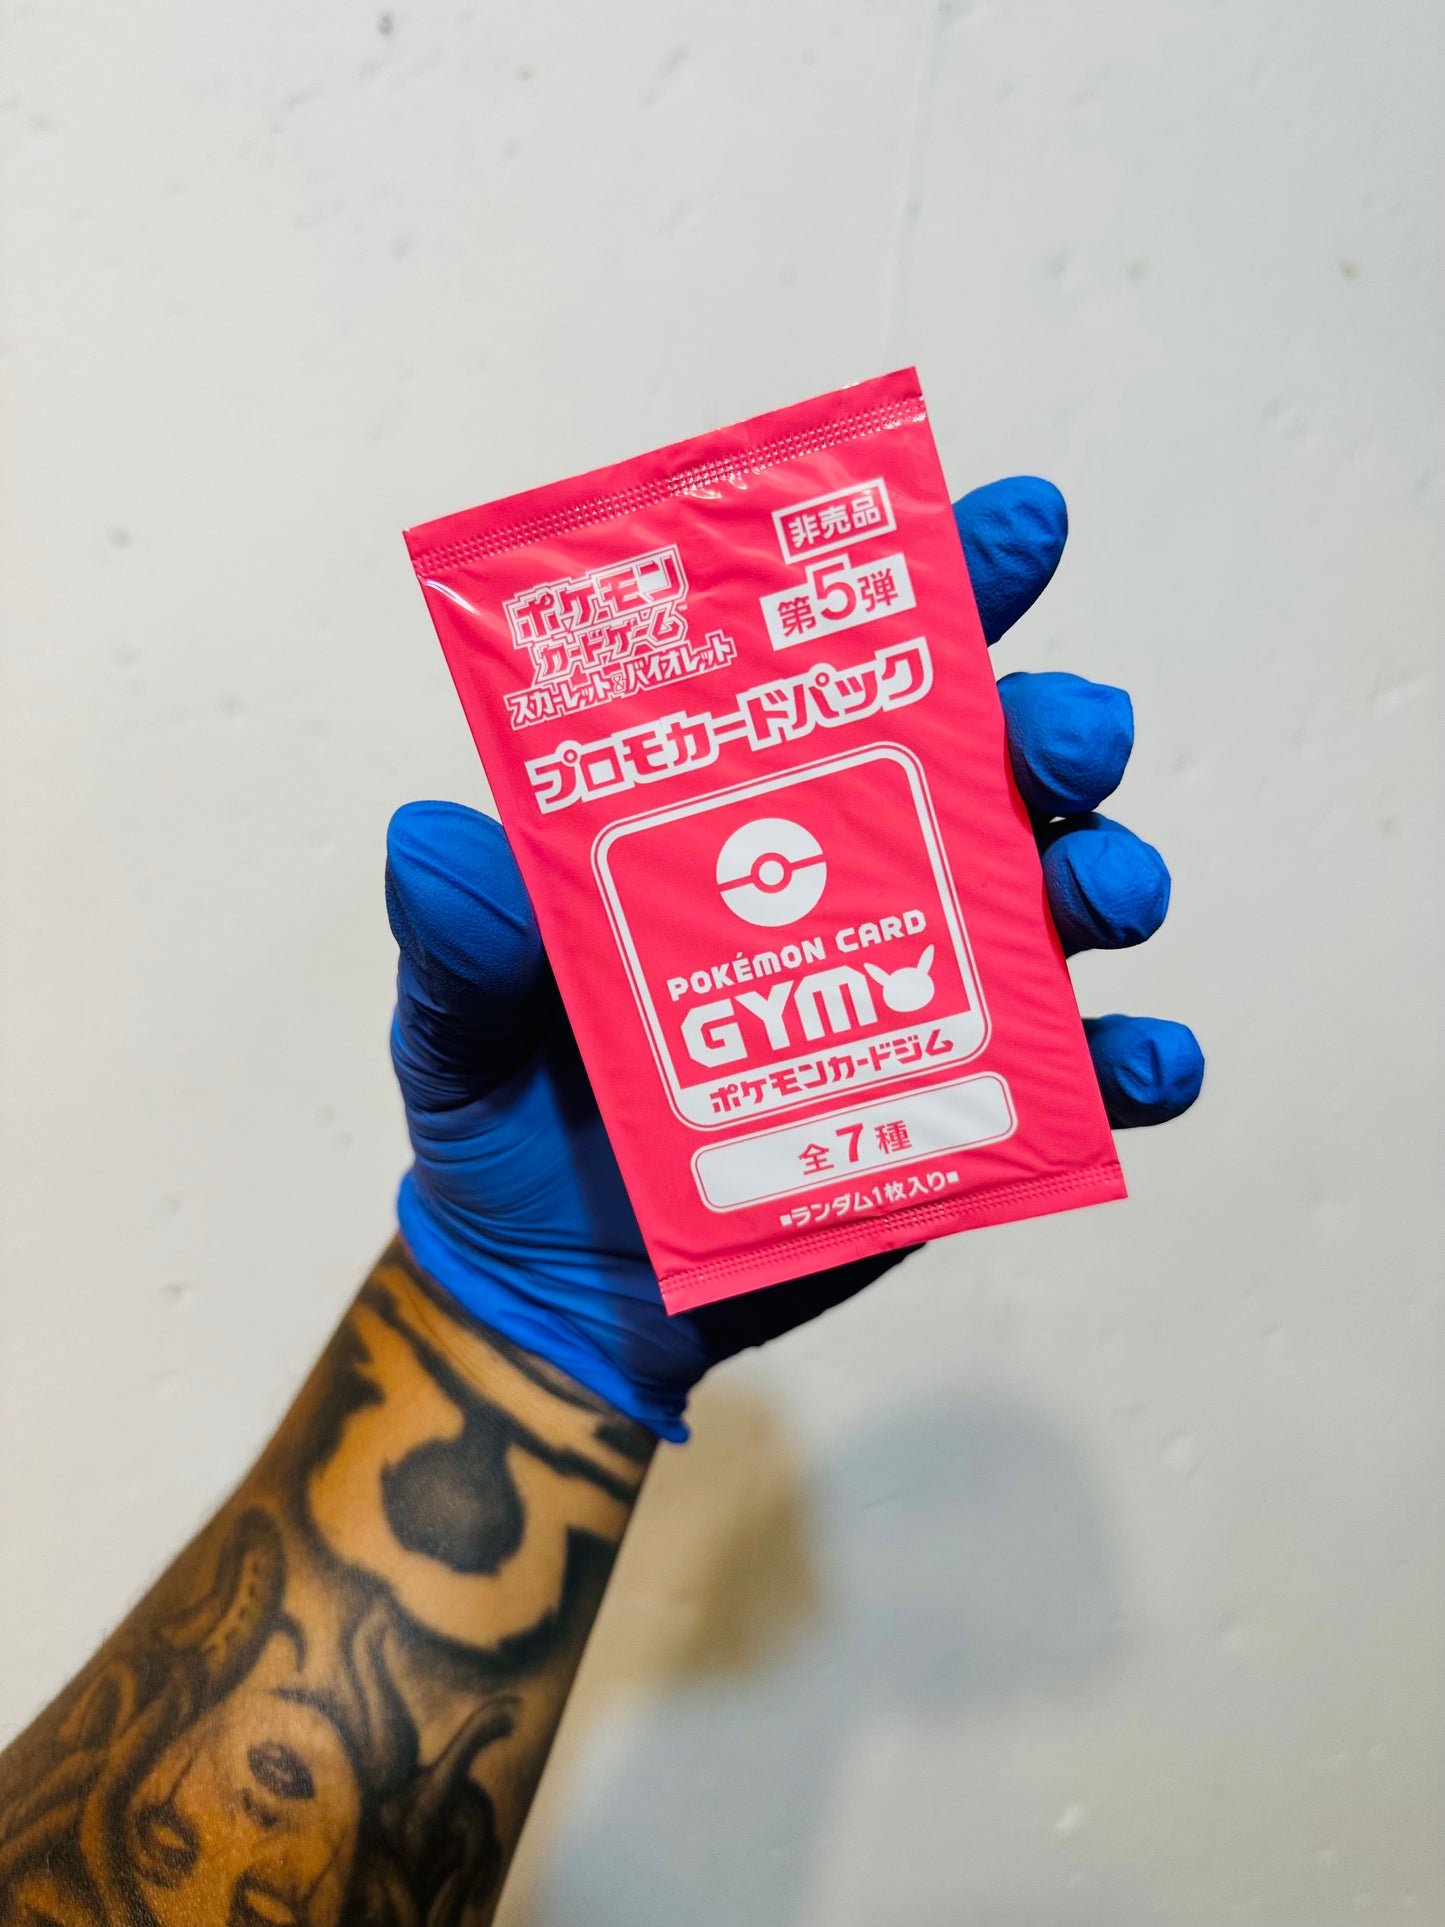 非売品
第5弾
ポケモン
カードゲーム™
スカーレット&バイオレット
プロモカードパック
POKÉMON CARD
GYM
ポケモンカードジム
全7種
■ランダム1枚入り■